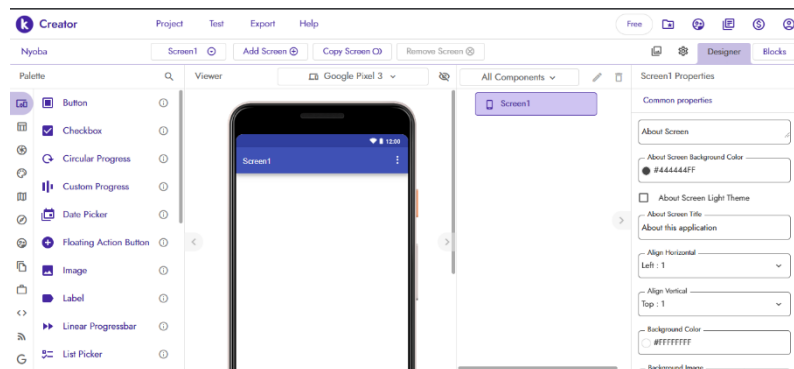 Creator Project Test Export Help Free
Nyoba Screen1 Add Screen Copy Screen Remove Screen Designer Blocks
Palette Viewer Google Pixel 3 All Components Screen1 Properties
Button
Checkbox
Circular Progress
Custom Progress
Date Picker
Floating Action Button
Image
Label
Linear Progressbar
List Picker
12:00
Screen1
Screen1
Common properties
About Screen
About Screen Background Color
#444444FF
About Screen Light Theme
About Screen Title
About this application
Align Horizontal
Left : 1
Align Vertical
Top : 1
Background Color
#FFFFFFFF
Background Image